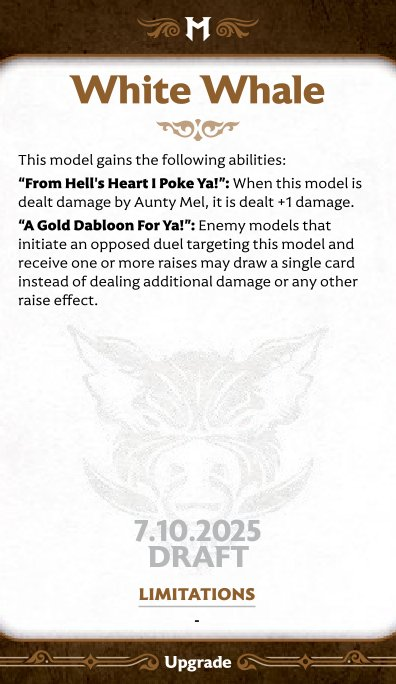 M
White Whale
This model gains the following abilities:
“From Hell's Heart I Poke Ya!”: When this model is
dealt damage by Aunty Mel, it is dealt +1 damage.
“A Gold Dabloon For Ya!”: Enemy models that
initiate an opposed duel targeting this model and
receive one or more raises may draw a single card
instead of dealing additional damage or any other
raise effect.
7.10.2025
DRAFT
LIMITATIONS
-
Upgrade